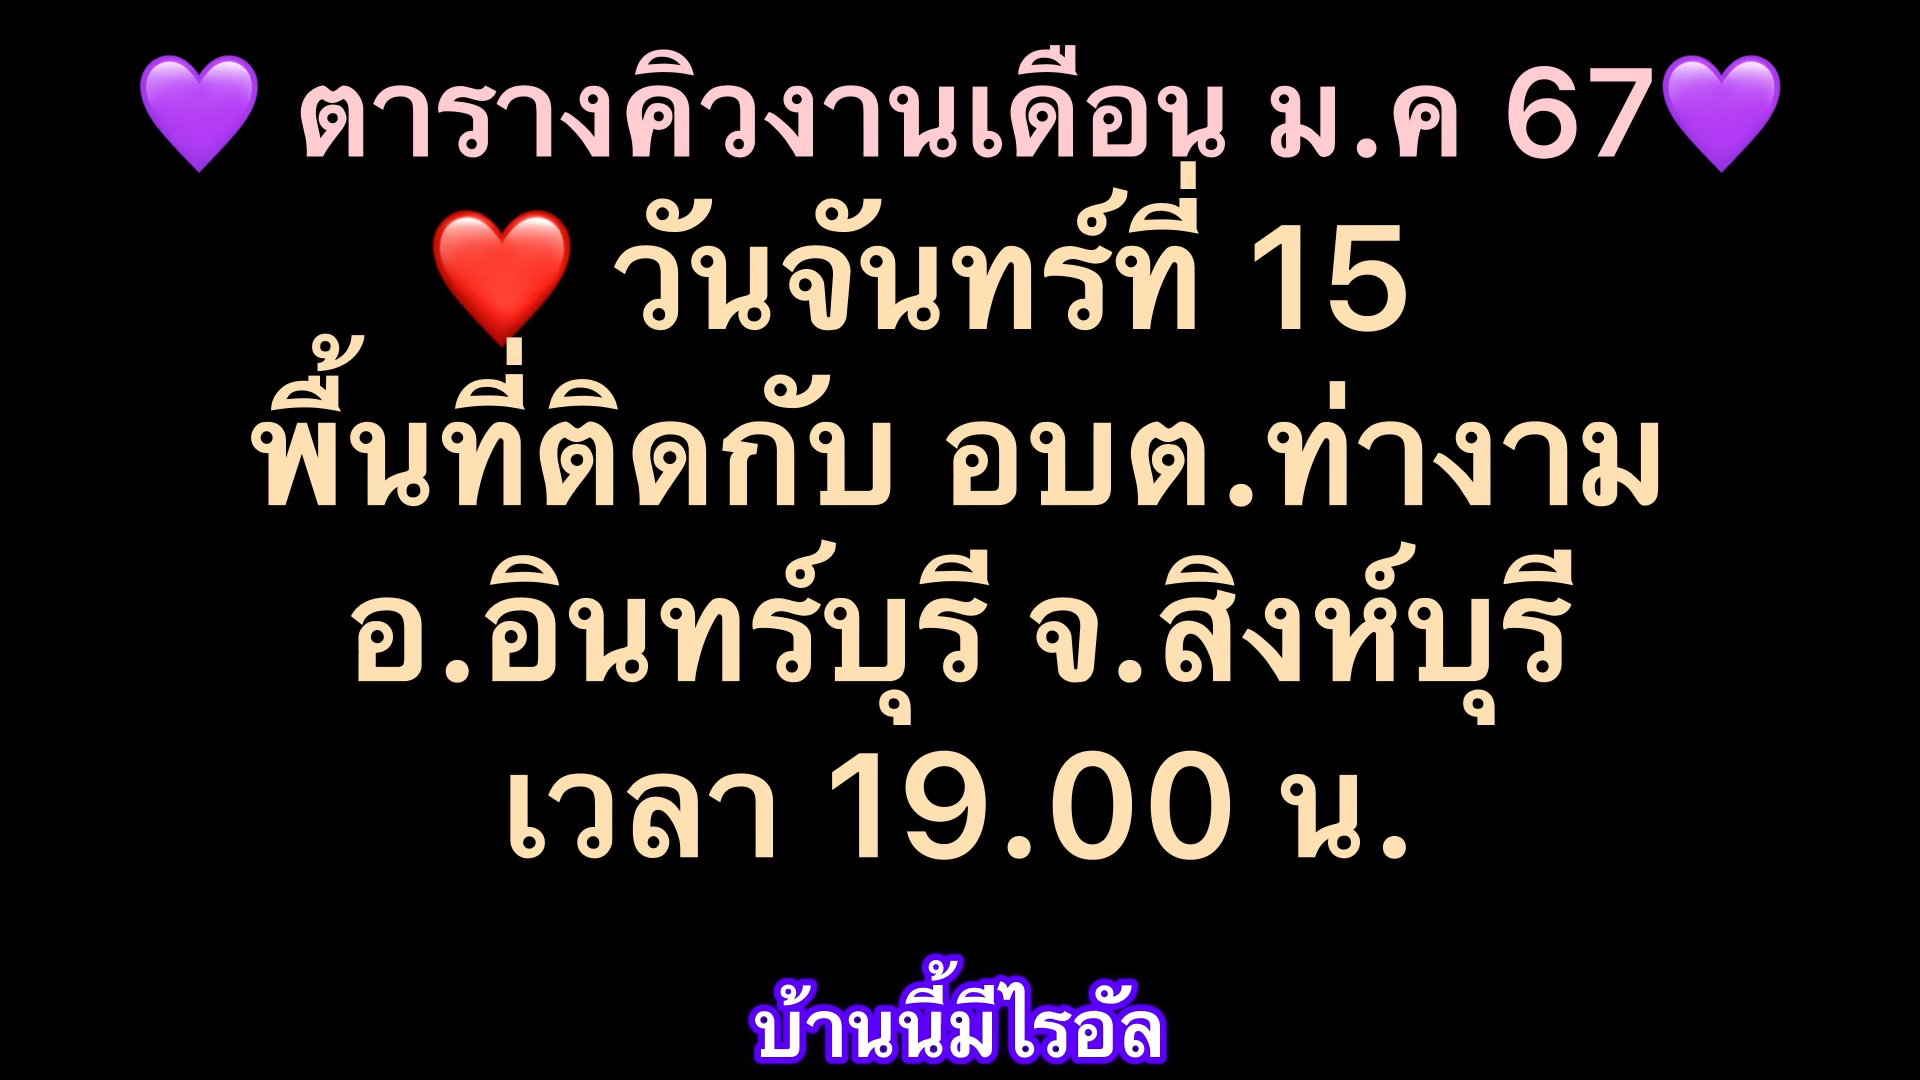 💜 ตารางคิวงานเดือน ม.ค 67💜
❤️ วันจันทร์ที่ 15
พื้นที่ติดกับ อบต.ท่างาม
อ.อินทร์บุรี จ.สิงห์บุรี
เวลา 19.00 น.
บ้านนี้มีไรอัล